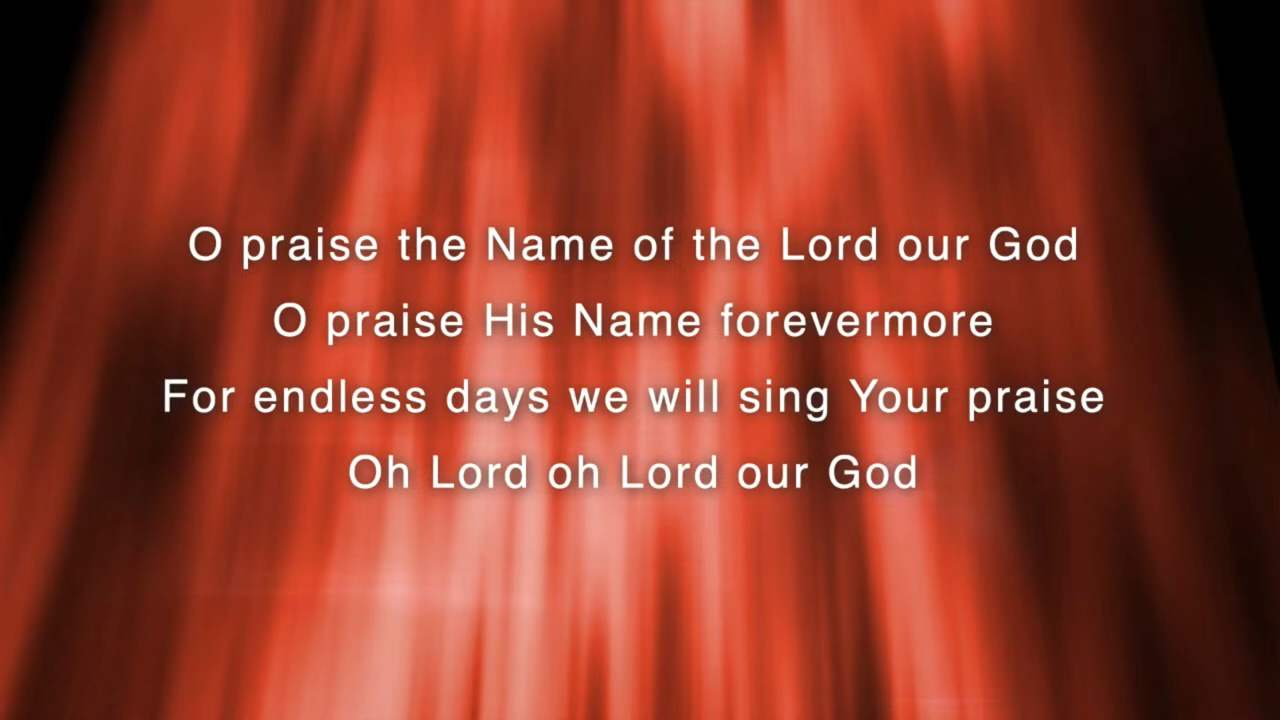 O praise the Name of the Lord our God
O praise His Name forevermore
For endless days we will sing Your praise
Oh Lord oh Lord our God